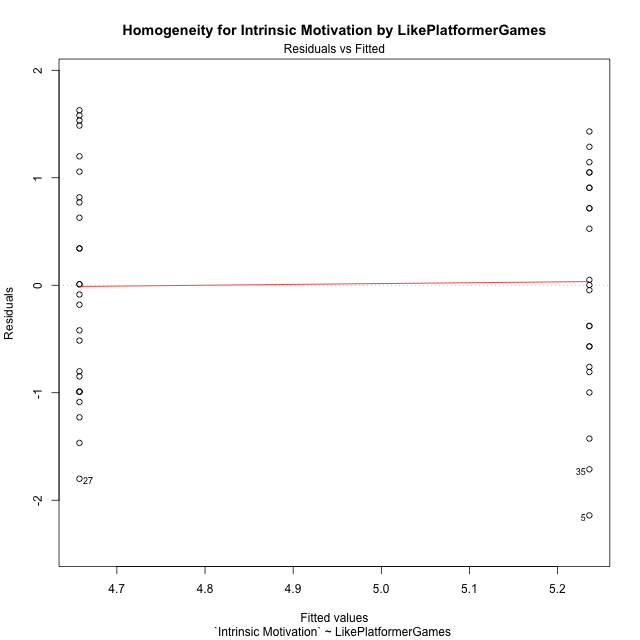 Homogeneity for Intrinsic Motivation by LikePlatformerGames
Residuals vs Fitted
2
1
0
-1
-2
Residuals
27
35
5
4.7 4.8 4.9 5.0 5.1 5.2
Fitted values
`Intrinsic Motivation` ~ LikePlatformerGames